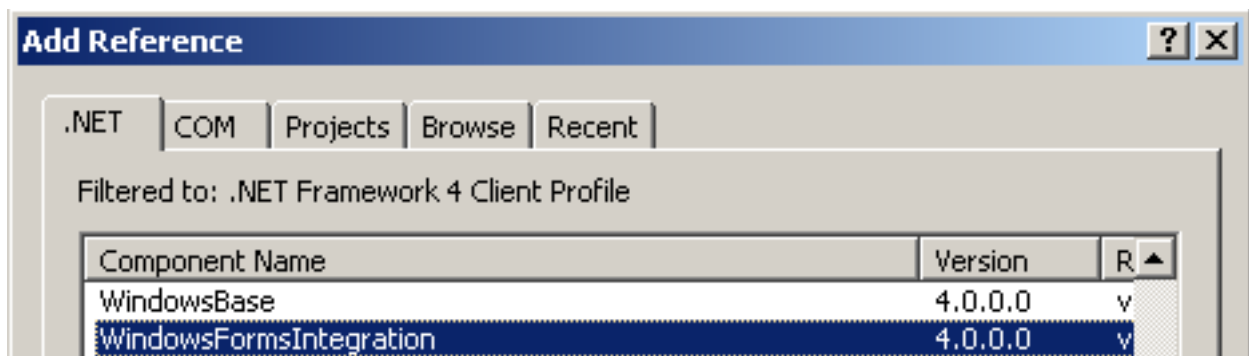 Add Reference
.NET COM Projects Browse Recent
Filtered to: .NET Framework 4 Client Profile
Component Name Version R
WindowsBase 4.0.0.0 v
WindowsFormsIntegration 4.0.0.0 v